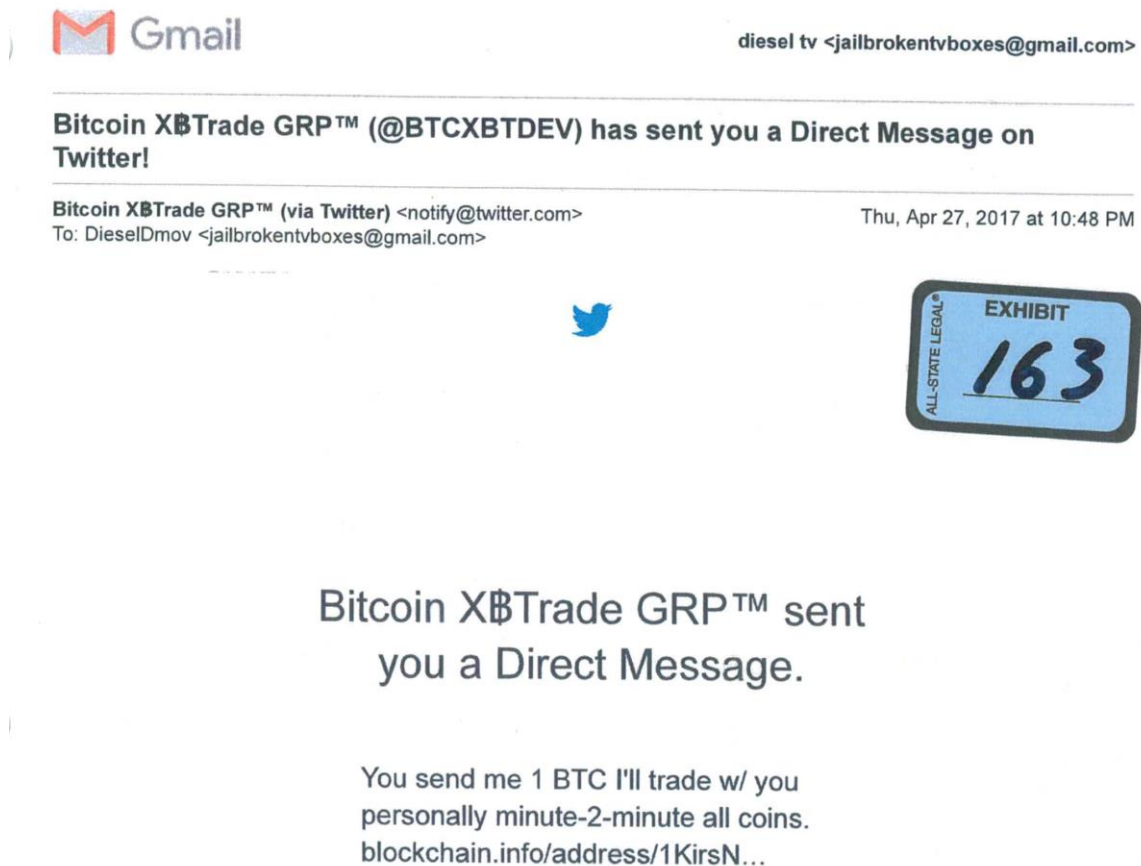 Gmail
diesel tv <jailbrokentvboxes@gmail.com>
Bitcoin X฿Trade GRP™ (@BTCXBTDEV) has sent you a Direct Message on
Twitter!
Bitcoin X฿Trade GRP™ (via Twitter) <notify@twitter.com>
Thu, Apr 27, 2017 at 10:48 PM
To: DieselDmov <jailbrokentvboxes@gmail.com>
ALL-STATE LEGAL®
EXHIBIT
163
Bitcoin X฿Trade GRP™ sent
you a Direct Message.
You send me 1 BTC I'll trade w/ you
personally minute-2-minute all coins.
blockchain.info/address/1KirsN...